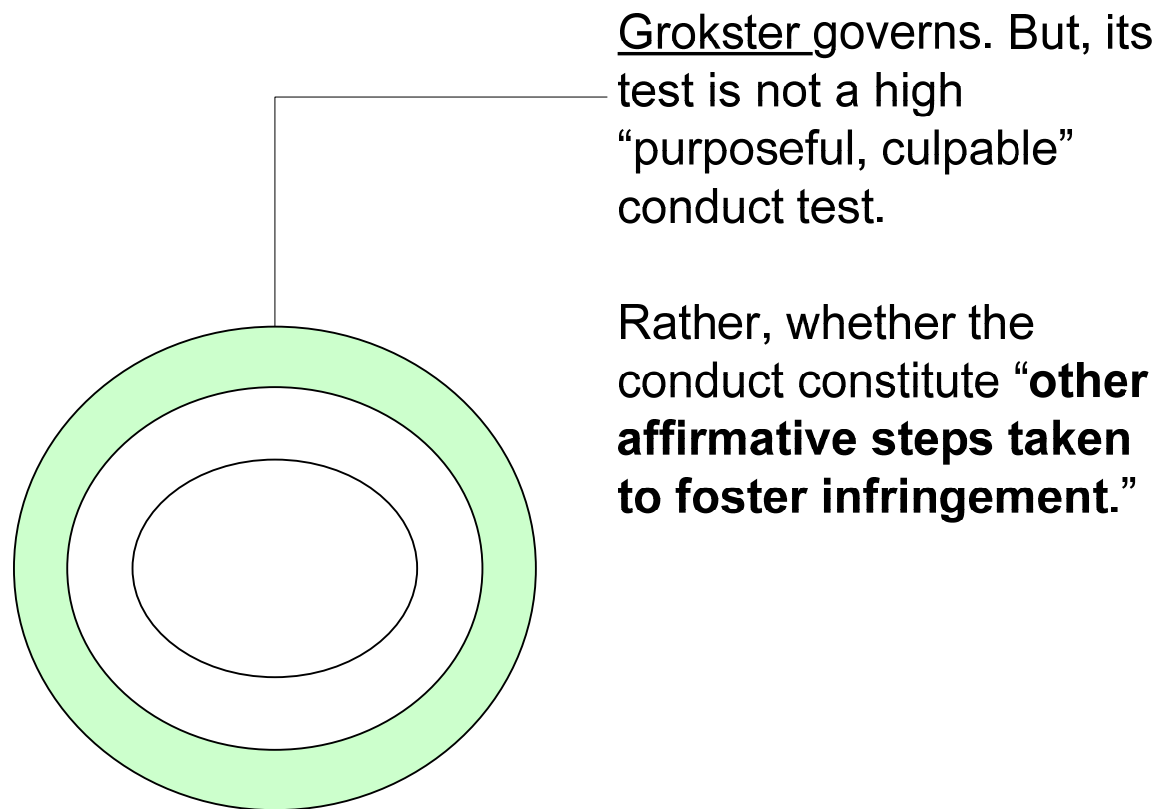 Grokster governs. But, its
test is not a high
“purposeful, culpable”
conduct test.
Rather, whether the
conduct constitute “other
affirmative steps taken
to foster infringement.”